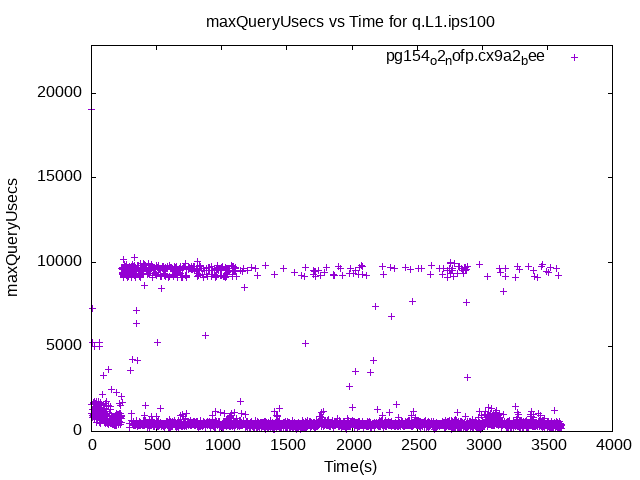 maxQueryUsecs vs Time for q.L1.ips100
pg154o2nofp.cx9a2bee
maxQueryUsecs
20000
15000
10000
5000
0
0 500 1000 1500 2000 2500 3000 3500 4000
Time(s)